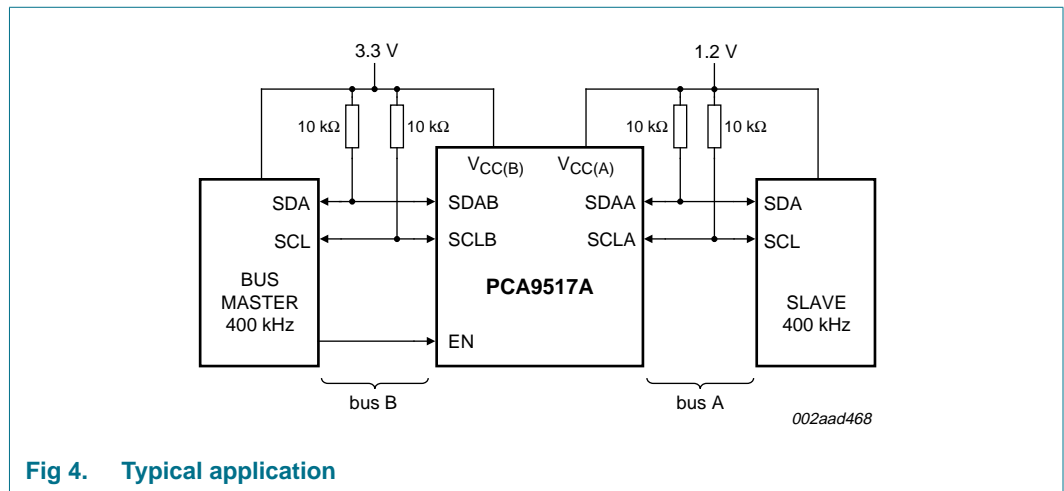 3.3 V
1.2 V
10 kΩ
10 kΩ
10 kΩ
10 kΩ
VCC(B)
VCC(A)
SDA
SDAB
SDAA
SDA
SCL
SCLB
SCLA
SCL
BUS
MASTER
400 kHz
PCA9517A
SLAVE
400 kHz
EN
bus B
bus A
002aad468
Fig 4. Typical application